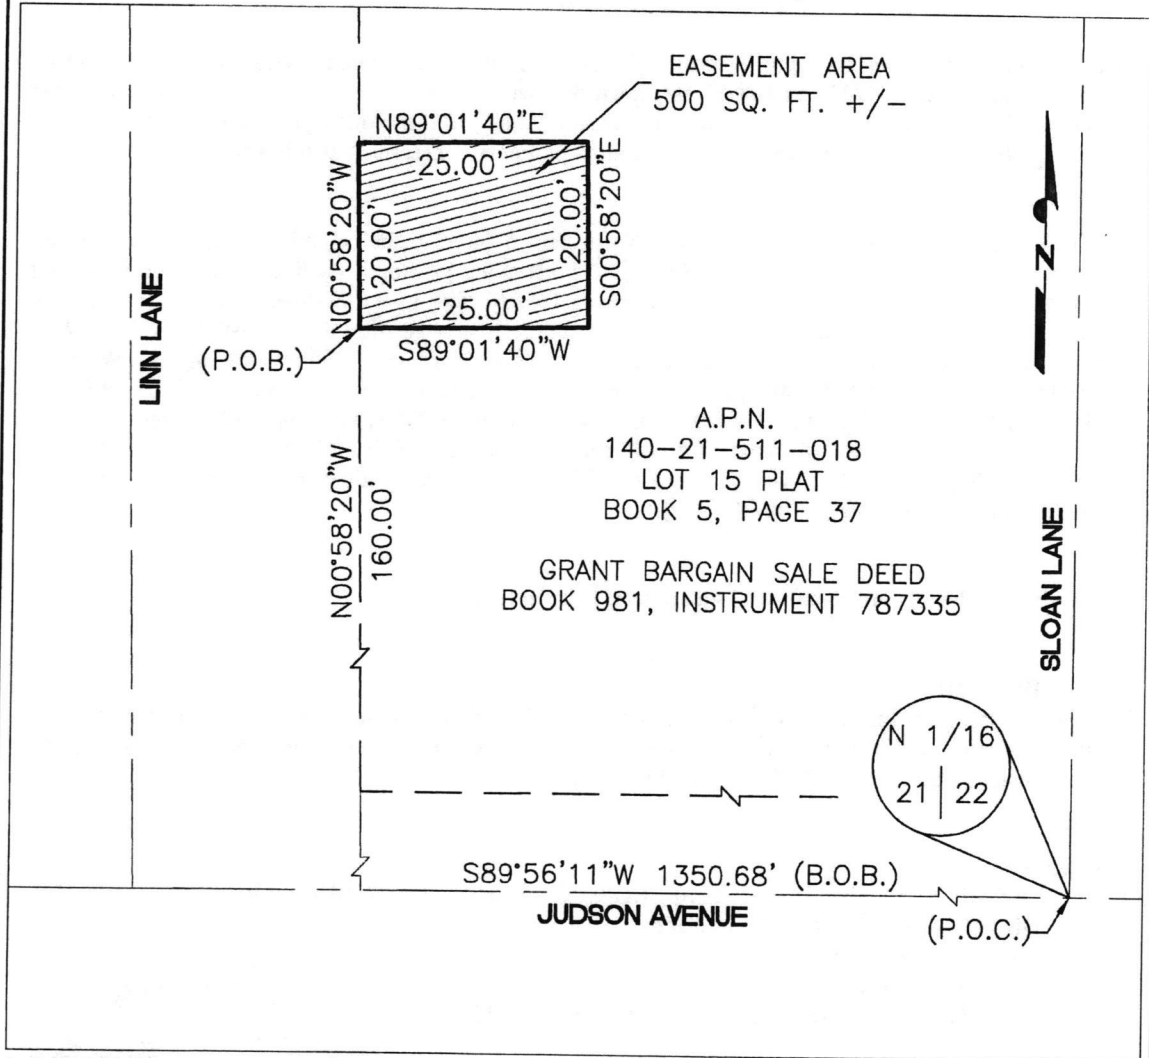 EASEMENT AREA
500 SQ. FT. +/-
N89°01'40"E
25.00'
N00°58'20"W
20.00'
20.00'
S00°58'20"E
25.00'
S89°01'40"W
(P.O.B.)
LINN LANE
N
A.P.N.
140-21-511-018
LOT 15 PLAT
BOOK 5, PAGE 37
GRANT BARGAIN SALE DEED
BOOK 981, INSTRUMENT 787335
N00°58'20"W
160.00'
SLOAN LANE
N 1/16
21 | 22
S89°56'11"W 1350.68' (B.O.B.)
JUDSON AVENUE
(P.O.C.)